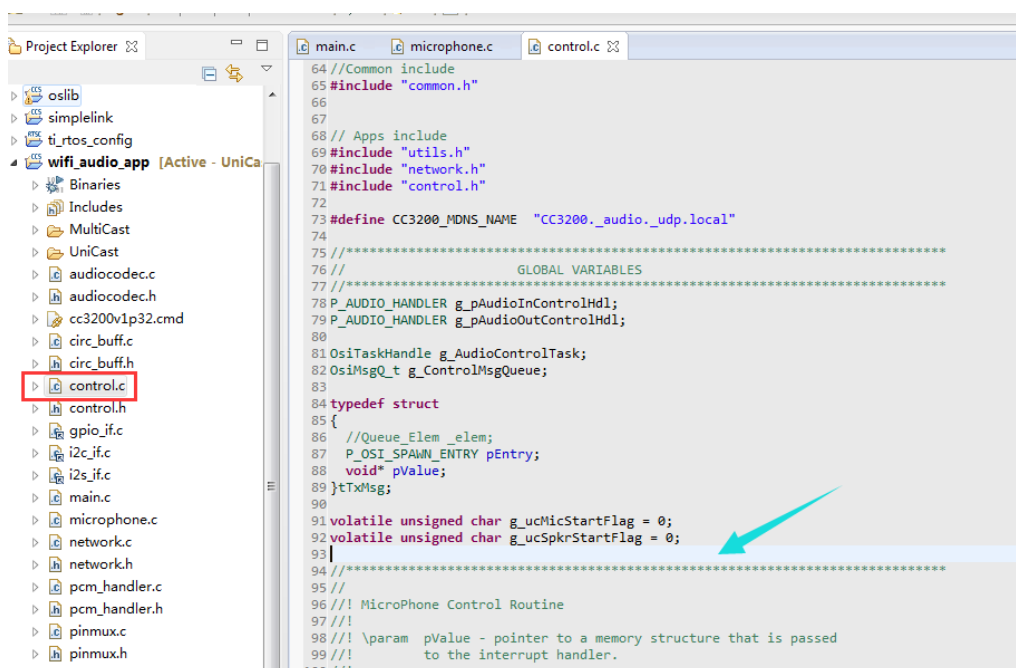 Project Explorer
oslib
simplelink
ti_rtos_config
wifi_audio_app [Active - UniCa
Binaries
Includes
MultiCast
UniCast
audiocodec.c
audiocodec.h
cc3200v1p32.cmd
circ_buff.c
circ_buff.h
control.c
control.h
gpio_if.c
i2c_if.c
i2s_if.c
main.c
microphone.c
network.c
network.h
pcm_handler.c
pcm_handler.h
pinmux.c
pinmux.h
main.c microphone.c control.c
64 //Common include
65 #include "common.h"
66
67
68 // Apps include
69 #include "utils.h"
70 #include "network.h"
71 #include "control.h"
72
73 #define CC3200_MDNS_NAME "CC3200._audio._udp.local"
74
75 //*****************************************************************************
76 // GLOBAL VARIABLES
77 //*****************************************************************************
78 P_AUDIO_HANDLER g_pAudioInControlHdl;
79 P_AUDIO_HANDLER g_pAudioOutControlHdl;
80
81 OsiTaskHandle g_AudioControlTask;
82 OsiMsgQ_t g_ControlMsgQueue;
83
84 typedef struct
85 {
86 //Queue_Elem _elem;
87 P_OSI_SPAWN_ENTRY pEntry;
88 void* pValue;
89 }tTxMsg;
90
91 volatile unsigned char g_ucMicStartFlag = 0;
92 volatile unsigned char g_ucSpkrStartFlag = 0;
93
94 //*****************************************************************************
95 //
96 //! MicroPhone Control Routine
97 //!
98 //! \param pValue - pointer to a memory structure that is passed
99 //! to the interrupt handler.